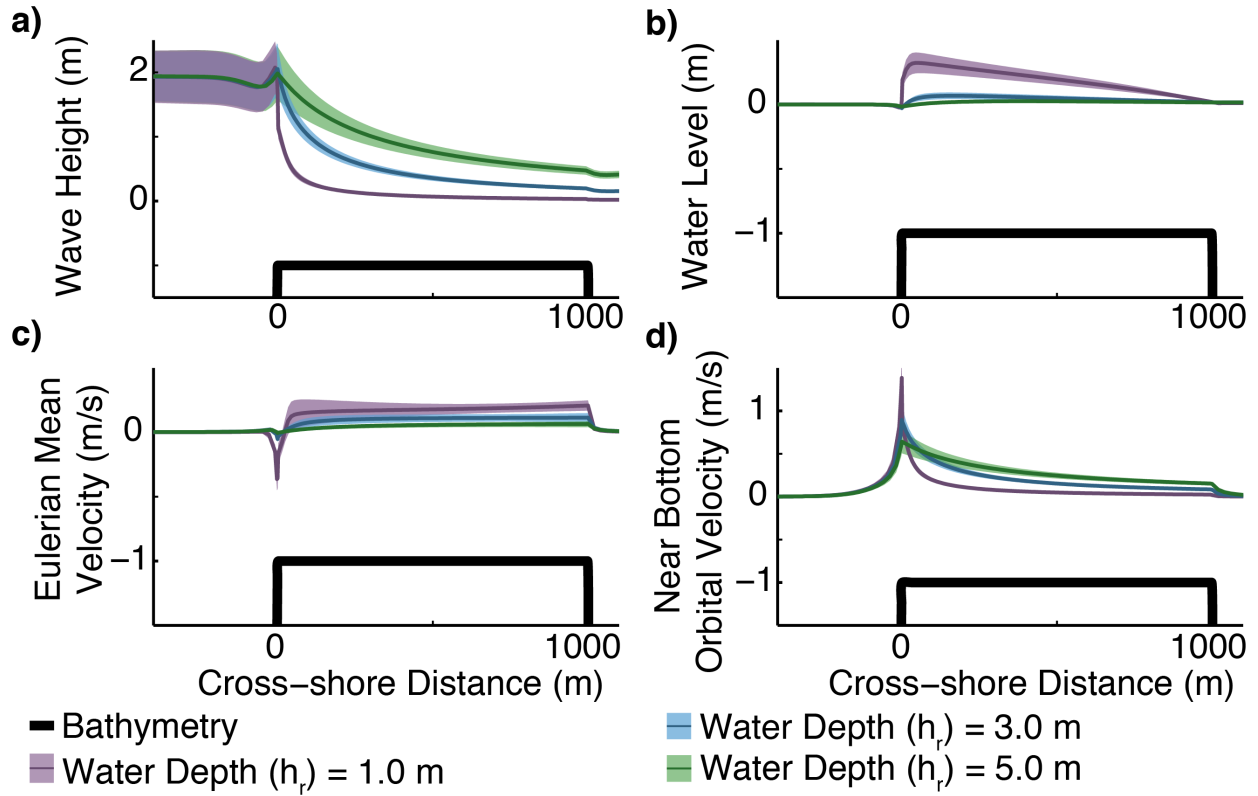 a)
Wave Height (m)
2
0
0
1000
b)
Water Level (m)
0
−1
0
1000
c)
Eulerian Mean
Velocity (m/s)
0
−1
0
1000
Cross−shore Distance (m)
d)
Near Bottom
Orbital Velocity (m/s)
1
0
−1
0
1000
Cross−shore Distance (m)
Bathymetry
Water Depth (hr) = 1.0 m
Water Depth (hr) = 3.0 m
Water Depth (hr) = 5.0 m